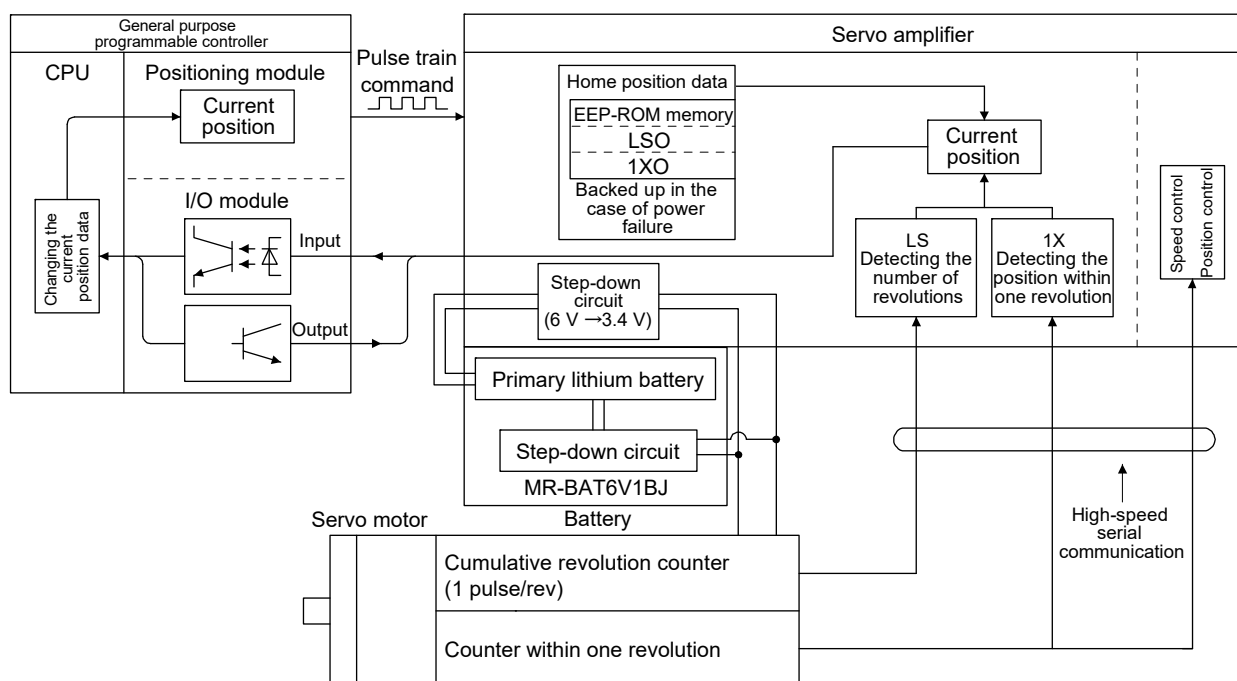 General purpose
programmable controller
CPU
Positioning module
Current
position
I/O module
Changing the
current
position data
Input
Output
Pulse train
command
Servo amplifier
Home position data
EEP-ROM memory
LSO
1XO
Backed up in the
case of power
failure
Current
position
LS
Detecting the
number of
revolutions
1X
Detecting the
position within
one revolution
Speed control
Position control
Step-down
circuit
(6 V →3.4 V)
Primary lithium battery
Step-down circuit
MR-BAT6V1BJ
Battery
High-speed
serial
communication
Servo motor
Cumulative revolution counter
(1 pulse/rev)
Counter within one revolution